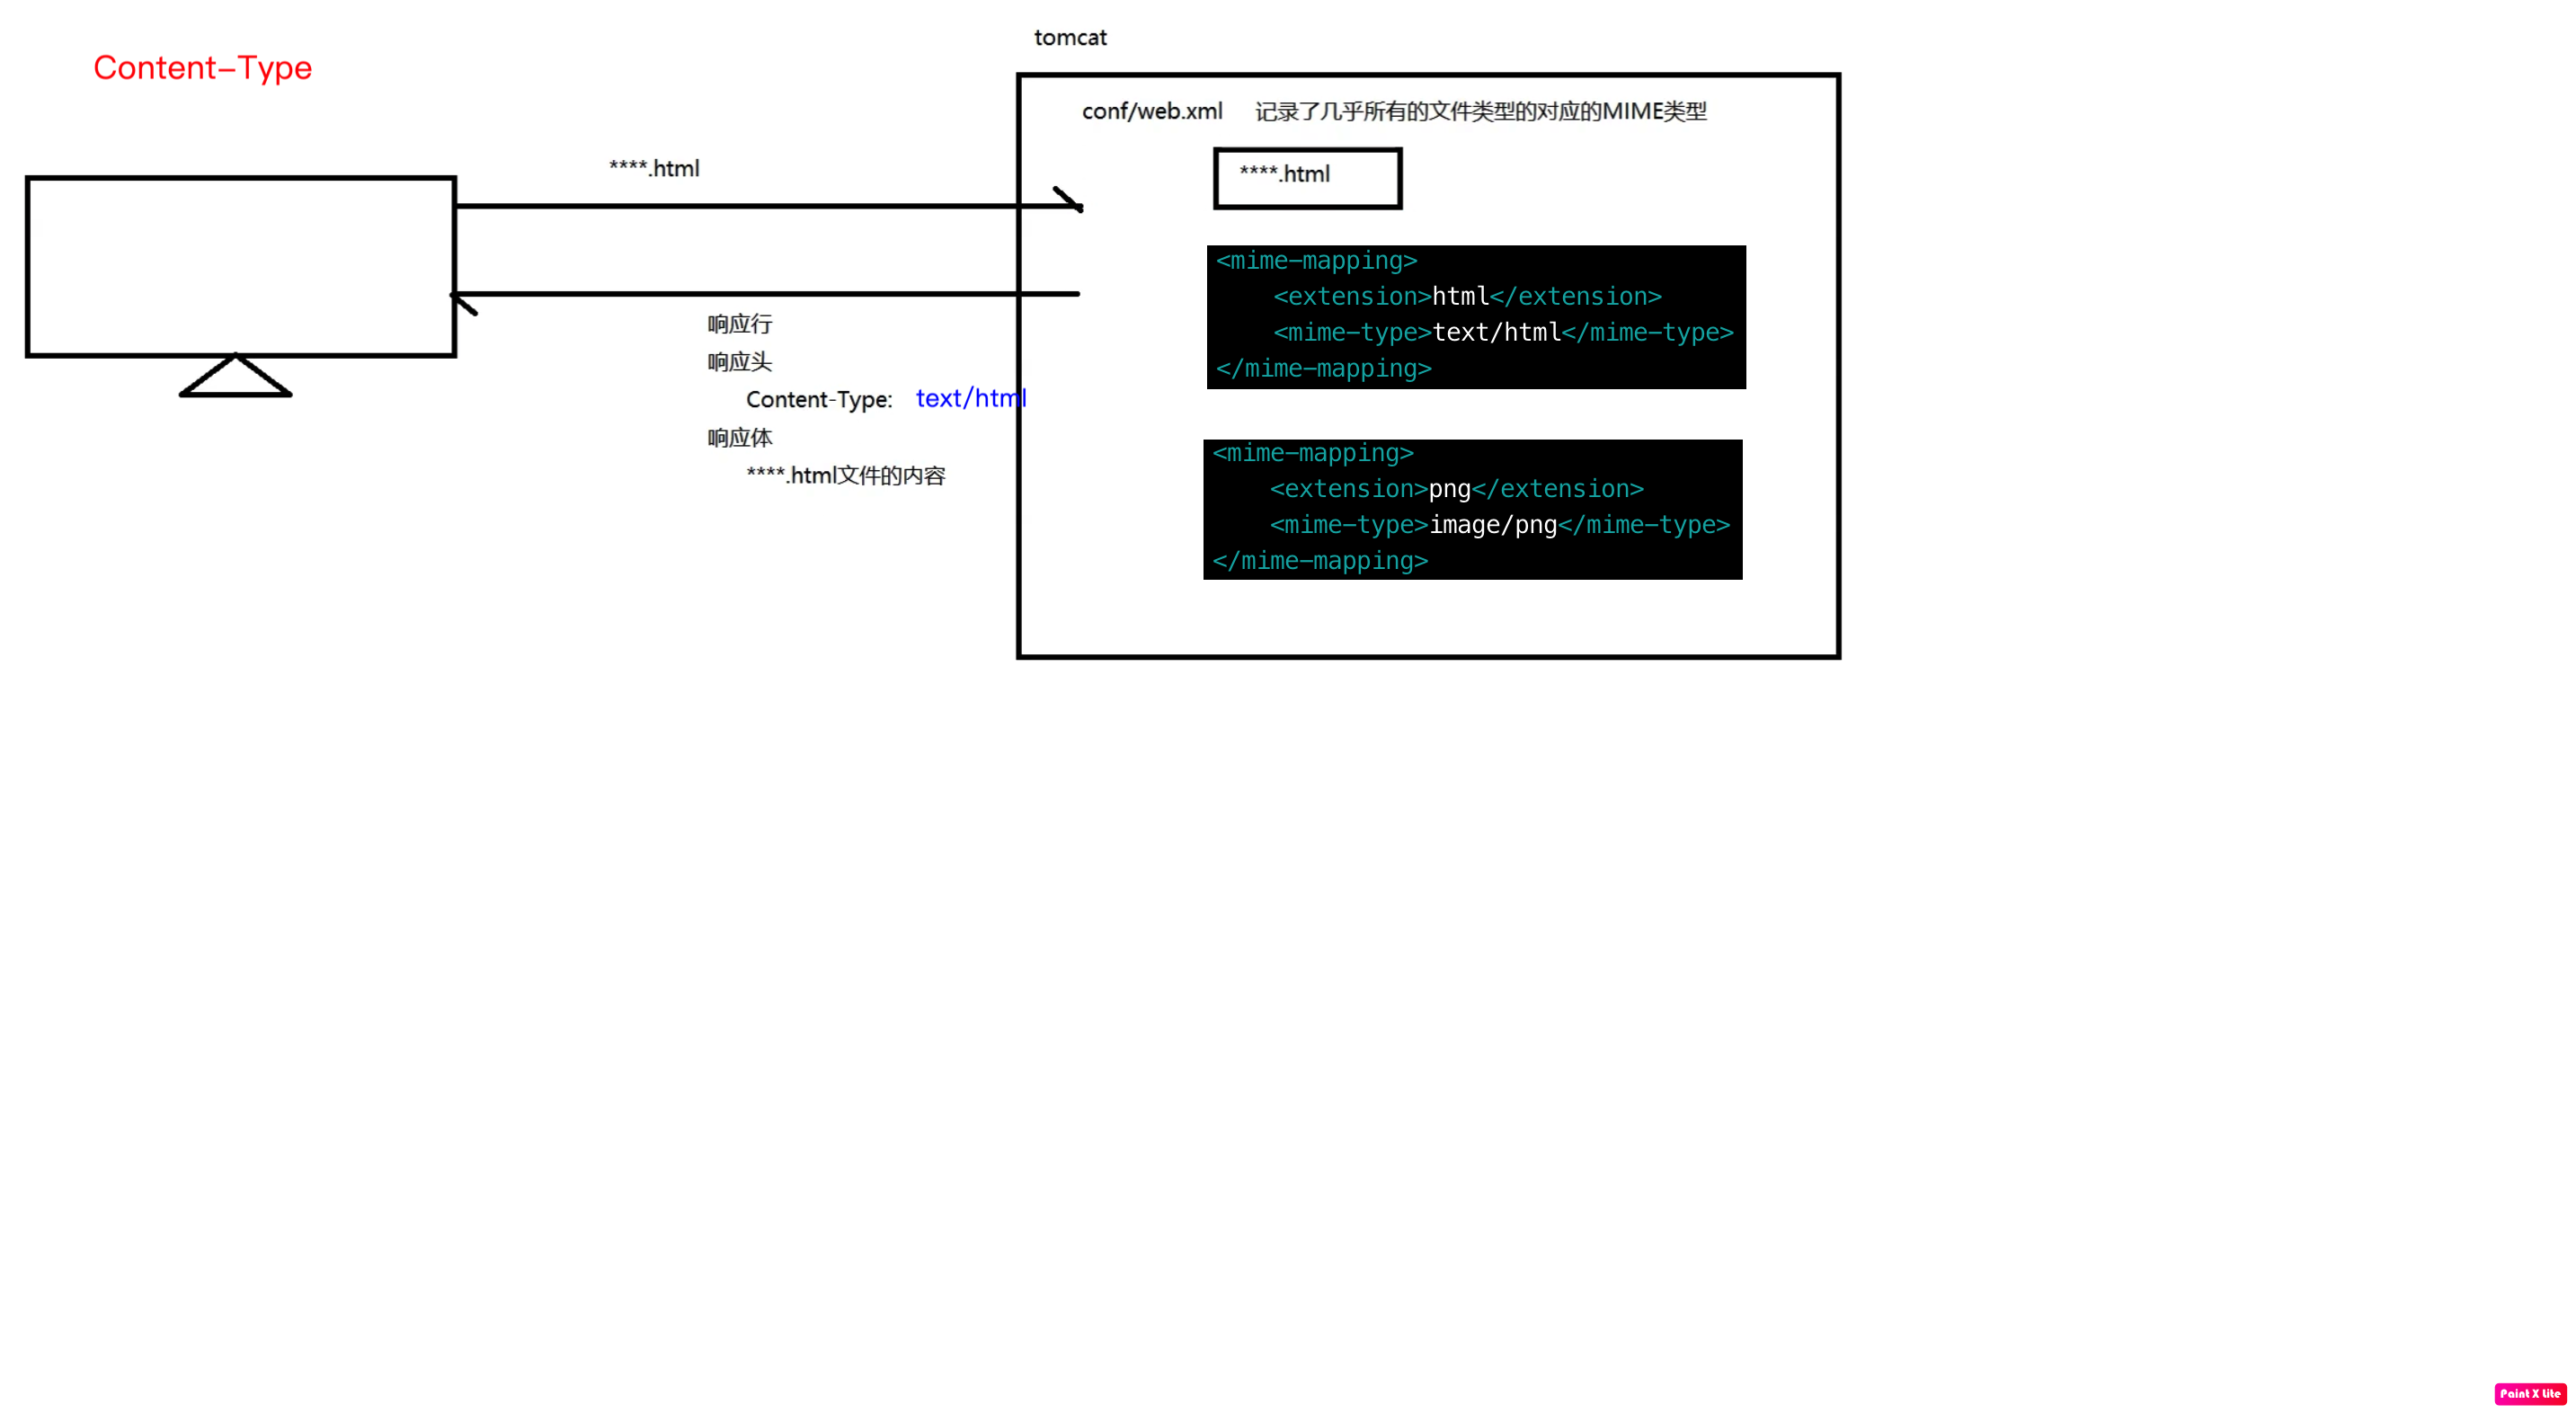 Content-Type
tomcat
conf/web.xml 记录了几乎所有的文件类型的对应的MIME类型
****.html
****.html
<mime-mapping>
    <extension>html</extension>
    <mime-type>text/html</mime-type>
</mime-mapping>
响应行
响应头
Content-Type: text/html
响应体
****.html文件的内容
<mime-mapping>
    <extension>png</extension>
    <mime-type>image/png</mime-type>
</mime-mapping>
Paint X Lite